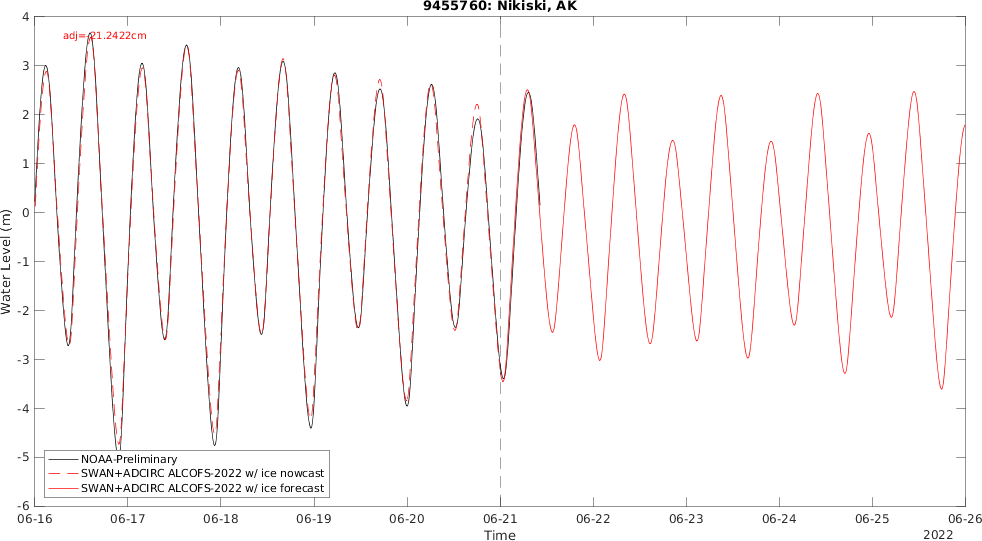 9455760: Nikiski, AK
adj=-21.2422cm
4
3
2
1
0
-1
-2
-3
-4
-5
-6
Water Level (m)
NOAA-Preliminary
SWAN+ADCIRC ALCOFS-2022 w/ ice nowcast
SWAN+ADCIRC ALCOFS-2022 w/ ice forecast
06-16 06-17 06-18 06-19 06-20 06-21 06-22 06-23 06-24 06-25 06-26
Time
2022